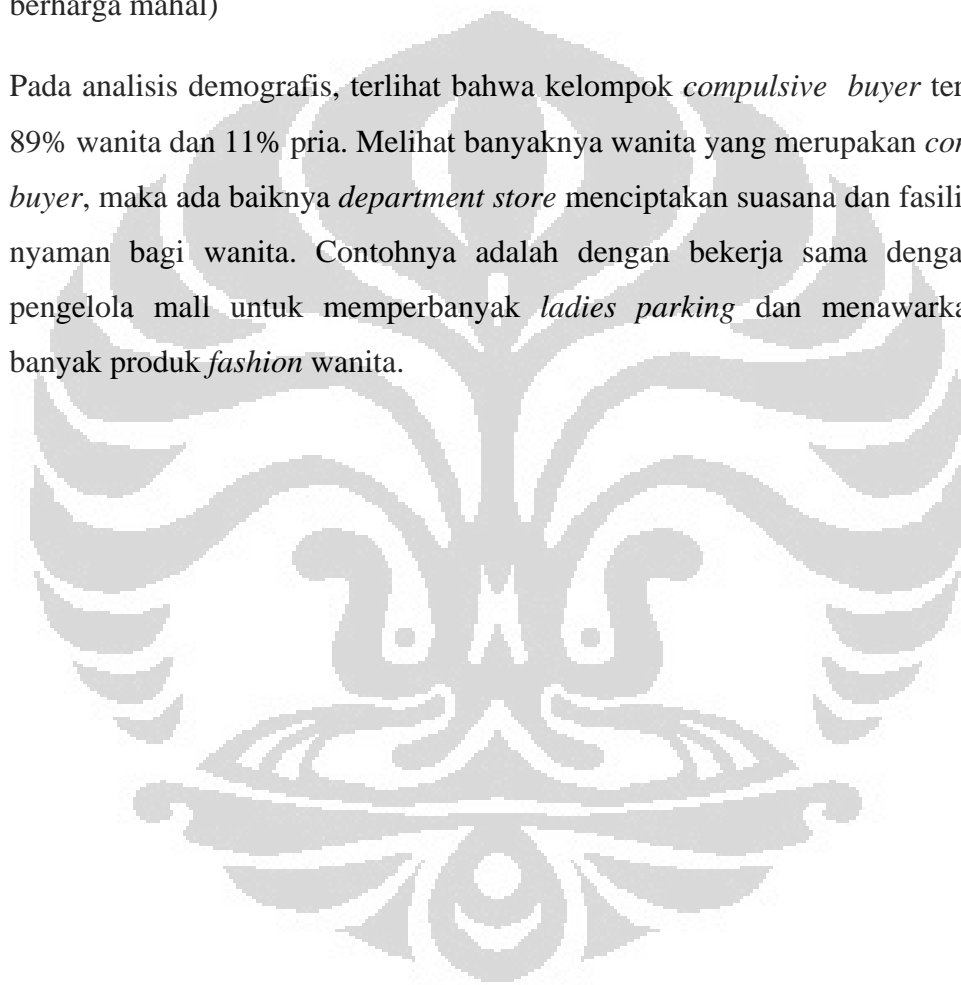 berharga mahal)
Pada analisis demografis, terlihat bahwa kelompok compulsive buyer ter
89% wanita dan 11% pria. Melihat banyaknya wanita yang merupakan co
buyer, maka ada baiknya department store menciptakan suasana dan fasili
nyaman bagi wanita. Contohnya adalah dengan bekerja sama denga
pengelola mall untuk memperbanyak ladies parking dan menawarka
banyak produk fashion wanita.